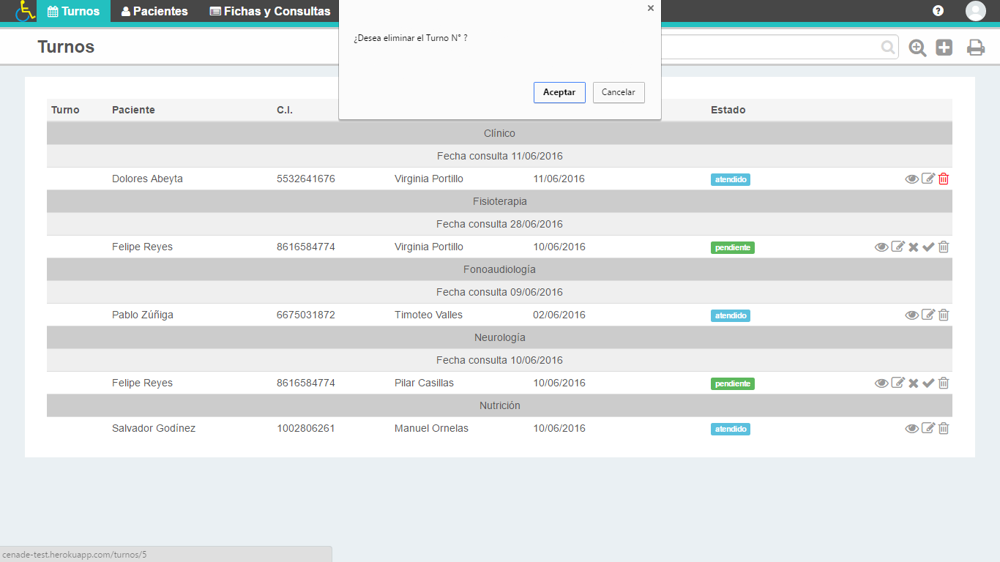 Turnos Pacientes Fichas y Consultas
¿Desea eliminar el Turno N° ?
Aceptar Cancelar
Turnos
Turno Paciente C.I. Estado
Clínico
Fecha consulta 11/06/2016
Dolores Abeyta 5532641676 Virginia Portillo 11/06/2016 atendido
Fisioterapia
Fecha consulta 28/06/2016
Felipe Reyes 8616584774 Virginia Portillo 10/06/2016 pendiente
Fonoaudiología
Fecha consulta 09/06/2016
Pablo Zúñiga 6675031872 Timoteo Valles 02/06/2016 atendido
Neurología
Fecha consulta 10/06/2016
Felipe Reyes 8616584774 Pilar Casillas 10/06/2016 pendiente
Nutrición
Salvador Godínez 1002806261 Manuel Ornelas 10/06/2016 atendido
cenade-test.herokuapp.com/turnos/5